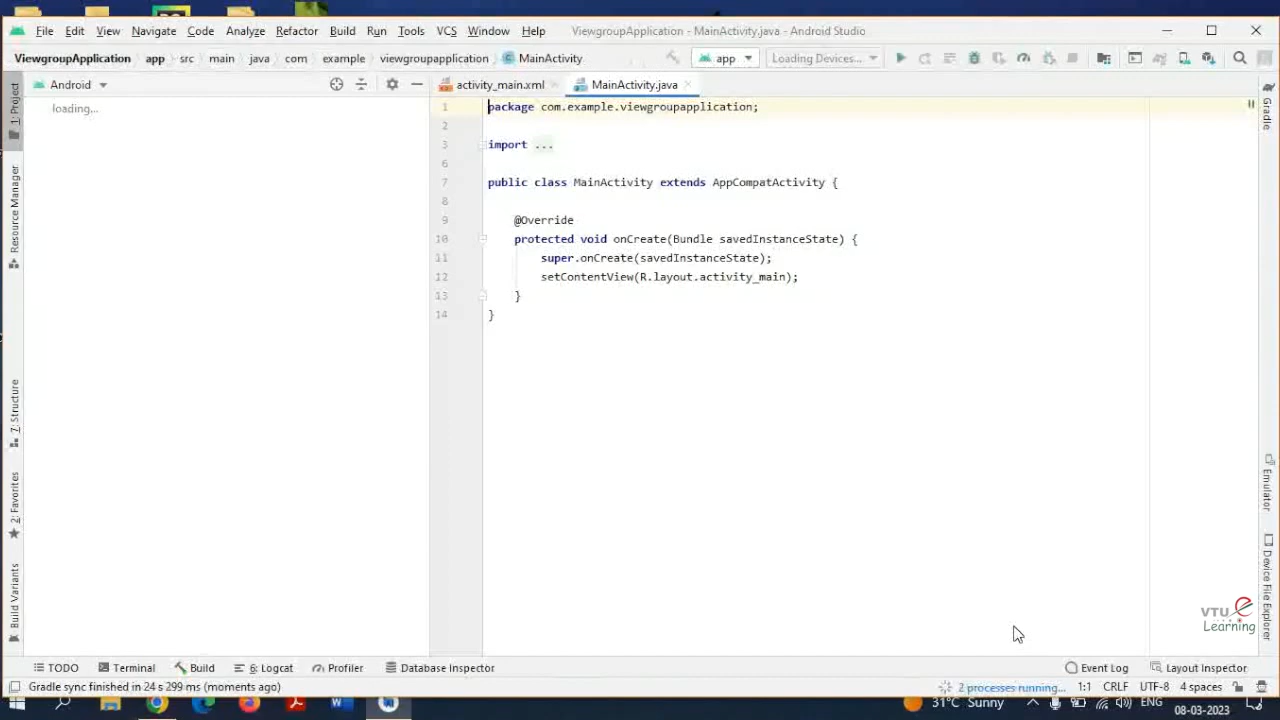 File Edit View Navigate Code Analyze Refactor Build Run Tools VCS Window Help ViewgroupApplication - MainActivity.java - Android Studio
ViewgroupApplication app src main java com example viewgroupapplication MainActivity app Loading Devices...
Android activity_main.xml MainActivity.java
loading...
1 package com.example.viewgroupapplication;
2
3 import ...
6
7 public class MainActivity extends AppCompatActivity {
8
9 @Override
10 protected void onCreate(Bundle savedInstanceState) {
11 super.onCreate(savedInstanceState);
12 setContentView(R.layout.activity_main);
13 }
14 }
1: Project
Resource Manager
7: Structure
2: Favorites
Build Variants
Gradle
Emulator
Device File Explorer
VTU e
Learning
TODO Terminal Build 6: Logcat Profiler Database Inspector Event Log Layout Inspector
Gradle sync finished in 24 s 299 ms (moments ago) 2 processes running... 1:1 CRLF UTF-8 4 spaces
31°C Sunny ENG
08-03-2023